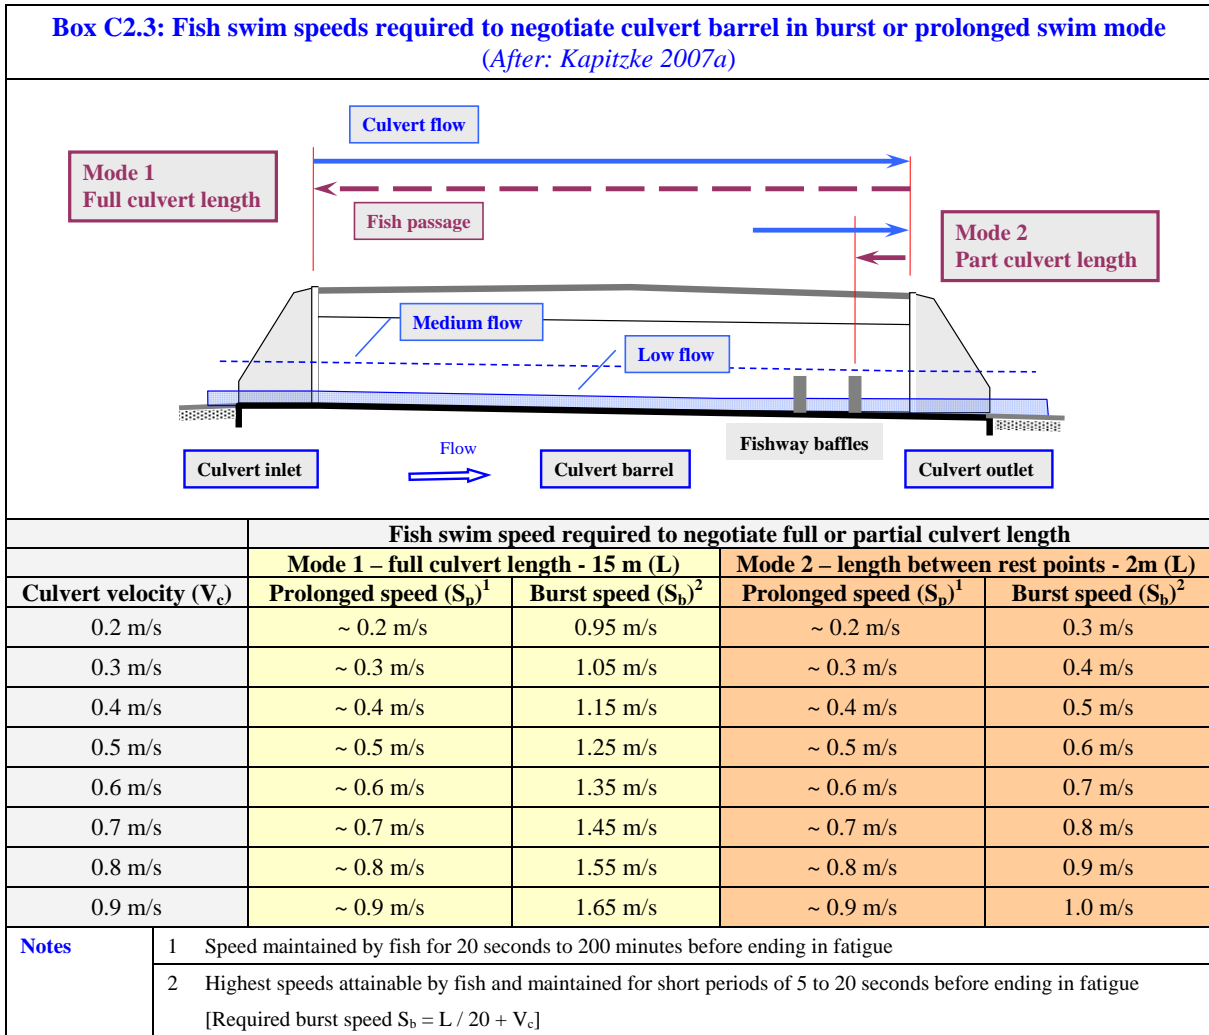 Box C2.3: Fish swim speeds required to negotiate culvert barrel in burst or prolonged swim mode
(After: Kapitzke 2007a)
Culvert flow
Mode 1
Full culvert length
Fish passage
Mode 2
Part culvert length
Medium flow
Low flow
Fishway baffles
Culvert inlet
Flow
Culvert barrel
Culvert outlet
Fish swim speed required to negotiate full or partial culvert length
Mode 1 – full culvert length - 15 m (L) Mode 2 – length between rest points - 2m (L)
Culvert velocity (Vc) Prolonged speed (Sp)1 Burst speed (Sb)2 Prolonged speed (Sp)1 Burst speed (Sb)2
0.2 m/s ~ 0.2 m/s 0.95 m/s ~ 0.2 m/s 0.3 m/s
0.3 m/s ~ 0.3 m/s 1.05 m/s ~ 0.3 m/s 0.4 m/s
0.4 m/s ~ 0.4 m/s 1.15 m/s ~ 0.4 m/s 0.5 m/s
0.5 m/s ~ 0.5 m/s 1.25 m/s ~ 0.5 m/s 0.6 m/s
0.6 m/s ~ 0.6 m/s 1.35 m/s ~ 0.6 m/s 0.7 m/s
0.7 m/s ~ 0.7 m/s 1.45 m/s ~ 0.7 m/s 0.8 m/s
0.8 m/s ~ 0.8 m/s 1.55 m/s ~ 0.8 m/s 0.9 m/s
0.9 m/s ~ 0.9 m/s 1.65 m/s ~ 0.9 m/s 1.0 m/s
Notes 1 Speed maintained by fish for 20 seconds to 200 minutes before ending in fatigue
2 Highest speeds attainable by fish and maintained for short periods of 5 to 20 seconds before ending in fatigue
[Required burst speed Sb = L / 20 + Vc]